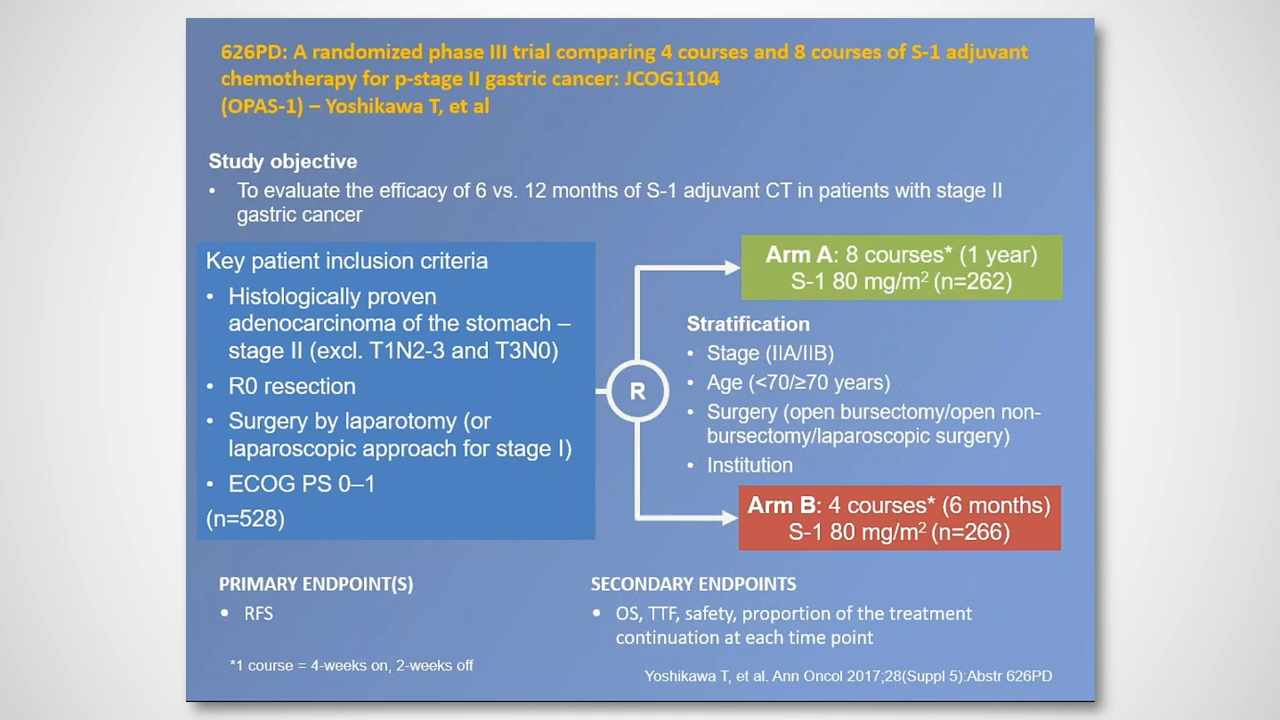 626PD: A randomized phase III trial comparing 4 courses and 8 courses of S-1 adjuvant
chemotherapy for p-stage II gastric cancer: JCOG1104
(OPAS-1) – Yoshikawa T, et al
Study objective
• To evaluate the efficacy of 6 vs. 12 months of S-1 adjuvant CT in patients with stage II
gastric cancer
Key patient inclusion criteria
• Histologically proven
adenocarcinoma of the stomach –
stage II (excl. T1N2-3 and T3N0)
• R0 resection
• Surgery by laparotomy (or
laparoscopic approach for stage I)
• ECOG PS 0–1
(n=528)
R
Arm A: 8 courses* (1 year)
S-1 80 mg/m² (n=262)
Stratification
• Stage (IIA/IIB)
• Age (<70/≥70 years)
• Surgery (open bursectomy/open non-
bursectomy/laparoscopic surgery)
• Institution
Arm B: 4 courses* (6 months)
S-1 80 mg/m² (n=266)
PRIMARY ENDPOINT(S)
• RFS
SECONDARY ENDPOINTS
• OS, TTF, safety, proportion of the treatment
continuation at each time point
*1 course = 4-weeks on, 2-weeks off
Yoshikawa T, et al. Ann Oncol 2017;28(Suppl 5):Abstr 626PD